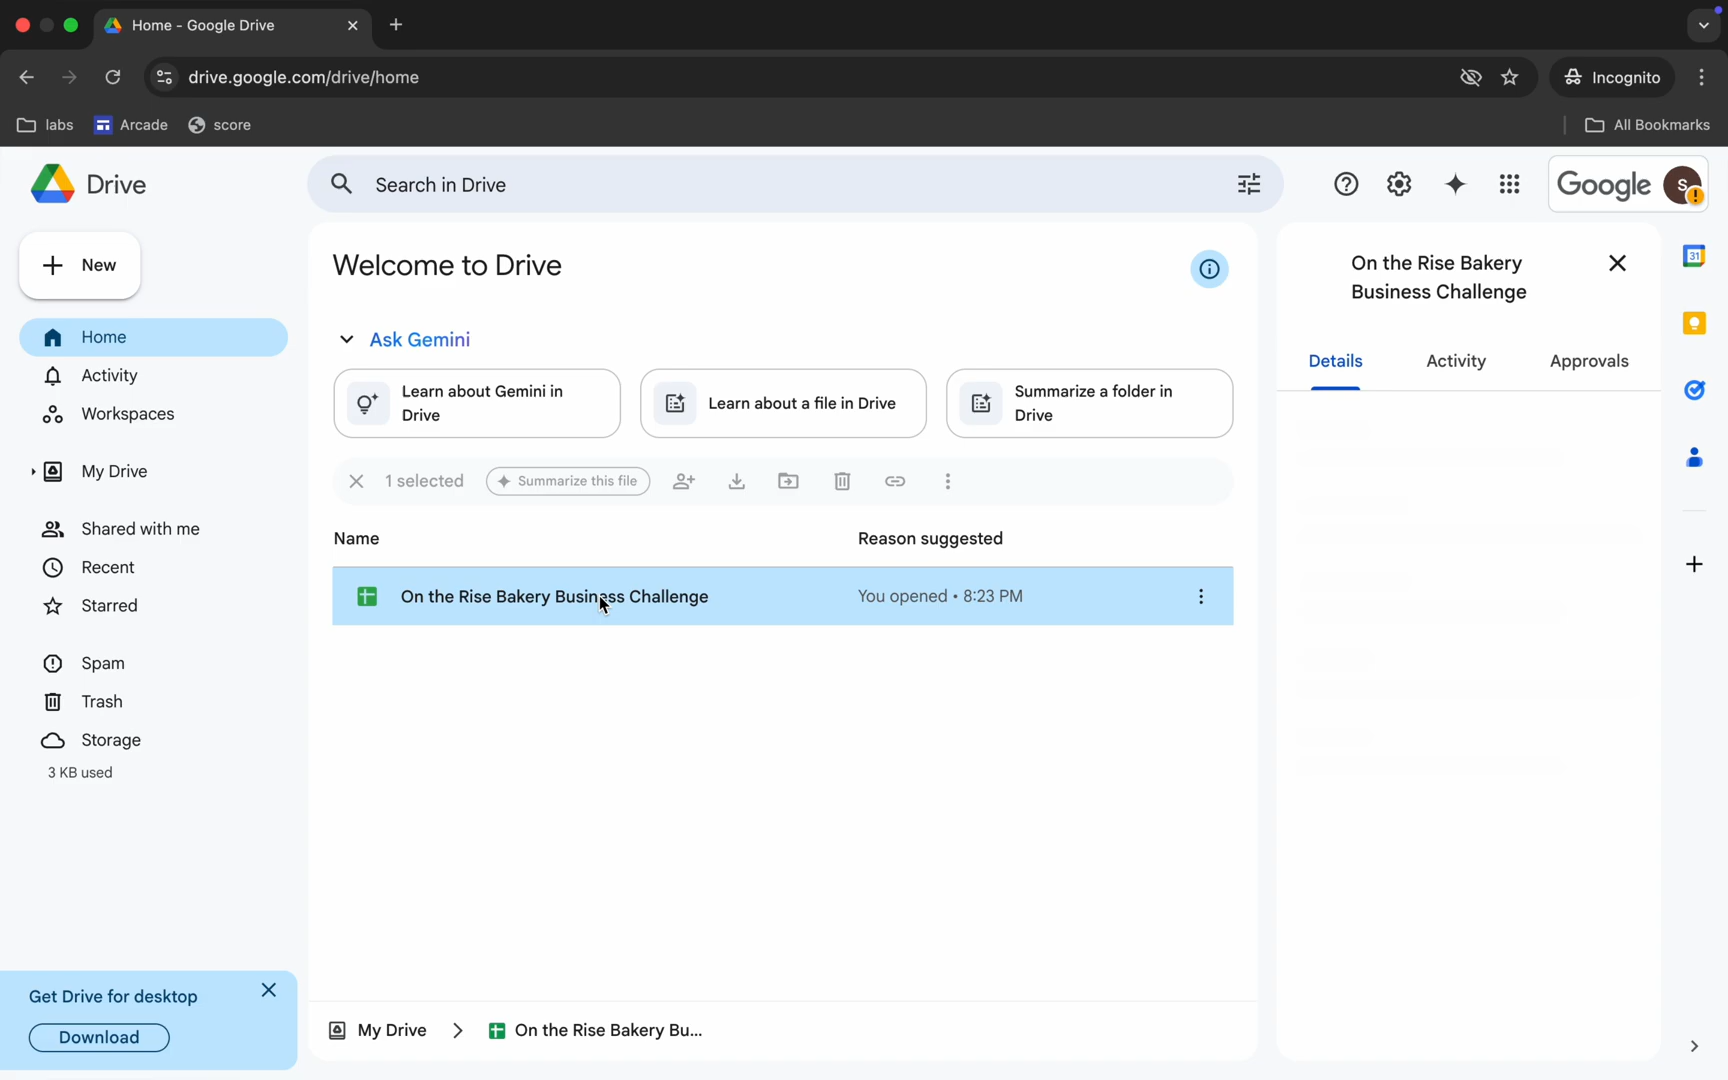 Home - Google Drive
drive.google.com/drive/home
Incognito
labs
Arcade
score
All Bookmarks
Drive
Search in Drive
Google
S
New
Welcome to Drive
On the Rise Bakery
Business Challenge
31
Home
Ask Gemini
Details
Activity
Approvals
Activity
Learn about Gemini in
Drive
Learn about a file in Drive
Summarize a folder in
Drive
Workspaces
My Drive
1 selected
Summarize this file
Shared with me
Name
Reason suggested
Recent
Starred
On the Rise Bakery Business Challenge
You opened • 8:23 PM
Spam
Trash
Storage
3 KB used
Get Drive for desktop
Download
My Drive
On the Rise Bakery Bu...